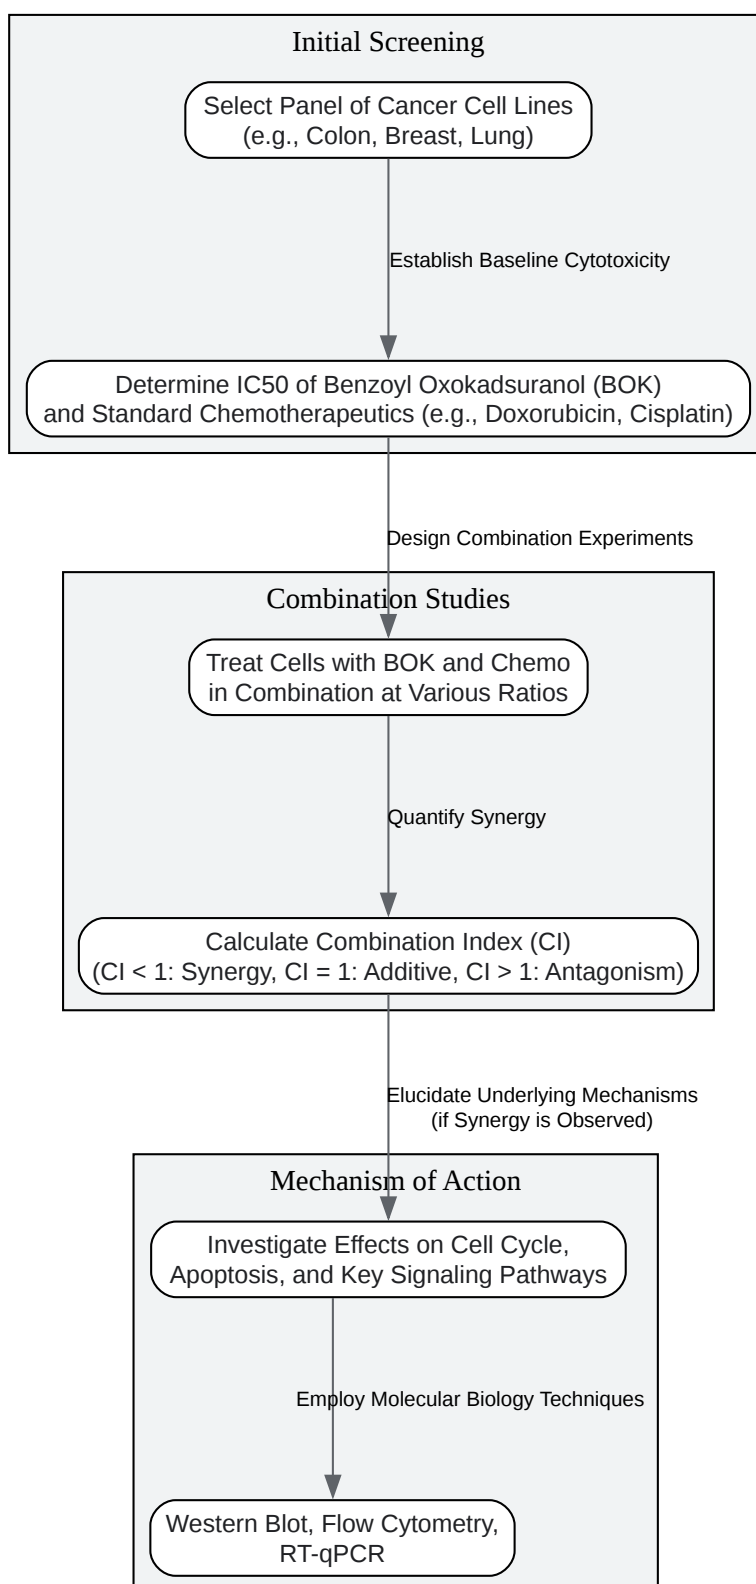 Initial Screening
Select Panel of Cancer Cell Lines
(e.g., Colon, Breast, Lung)
Establish Baseline Cytotoxicity
Determine IC50 of Benzoyl Oxokadsuranol (BOK)
and Standard Chemotherapeutics (e.g., Doxorubicin, Cisplatin)
Design Combination Experiments
Combination Studies
Treat Cells with BOK and Chemo
in Combination at Various Ratios
Quantify Synergy
Calculate Combination Index (CI)
(CI < 1: Synergy, CI = 1: Additive, CI > 1: Antagonism)
Elucidate Underlying Mechanisms
(if Synergy is Observed)
Mechanism of Action
Investigate Effects on Cell Cycle,
Apoptosis, and Key Signaling Pathways
Employ Molecular Biology Techniques
Western Blot, Flow Cytometry,
RT-qPCR